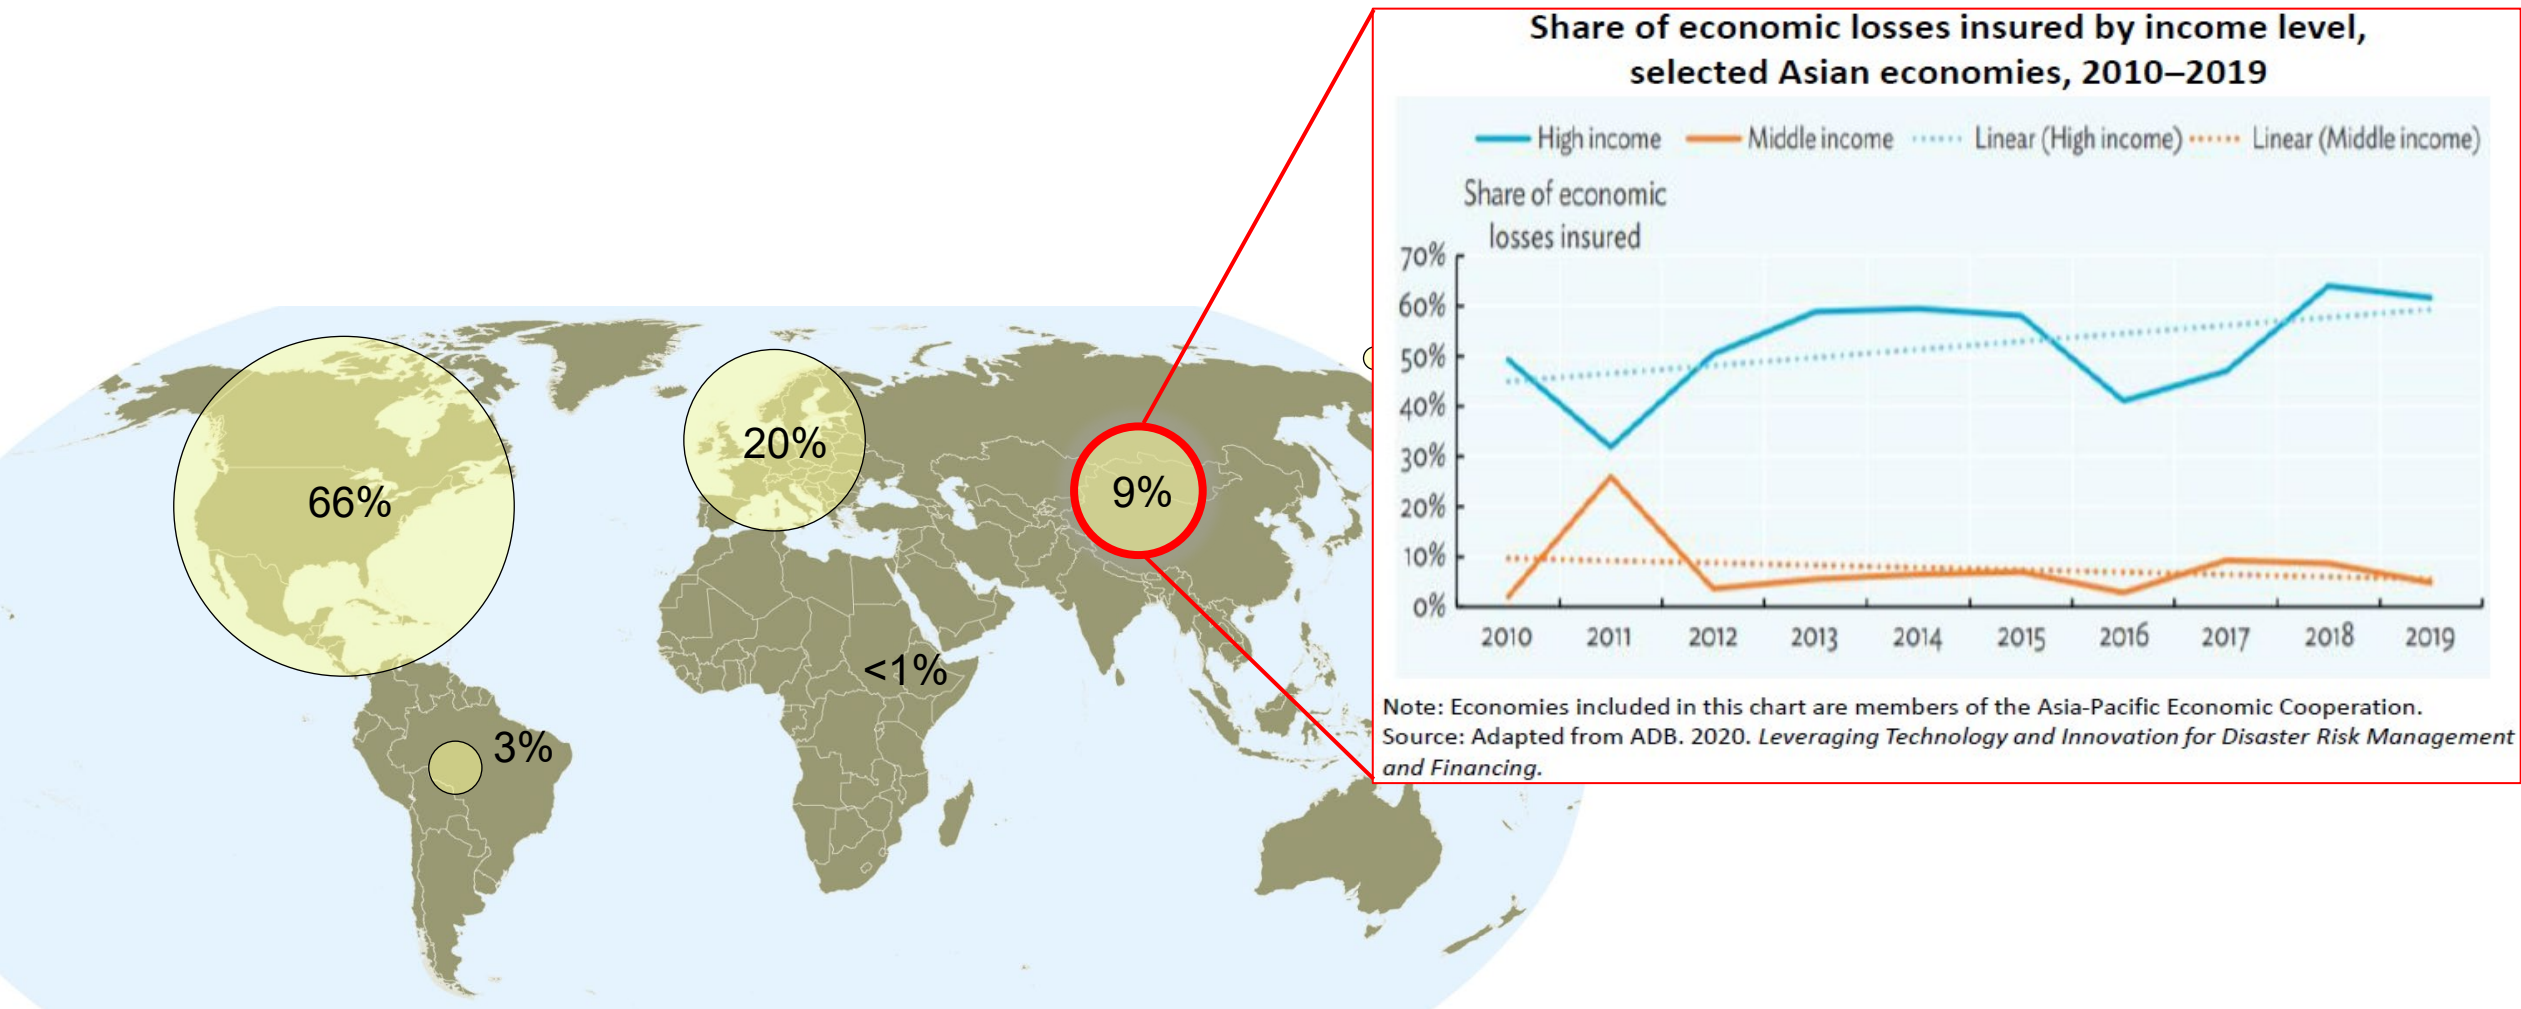 Share of economic losses insured by income level,
selected Asian economies, 2010–2019
High income Middle income Linear (High income) Linear (Middle income)
Share of economic
losses insured
70%
60%
50%
40%
30%
20%
10%
0%
2010 2011 2012 2013 2014 2015 2016 2017 2018 2019
Note: Economies included in this chart are members of the Asia-Pacific Economic Cooperation.
Source: Adapted from ADB. 2020. Leveraging Technology and Innovation for Disaster Risk Management
and Financing.
66%
20%
9%
<1%
3%